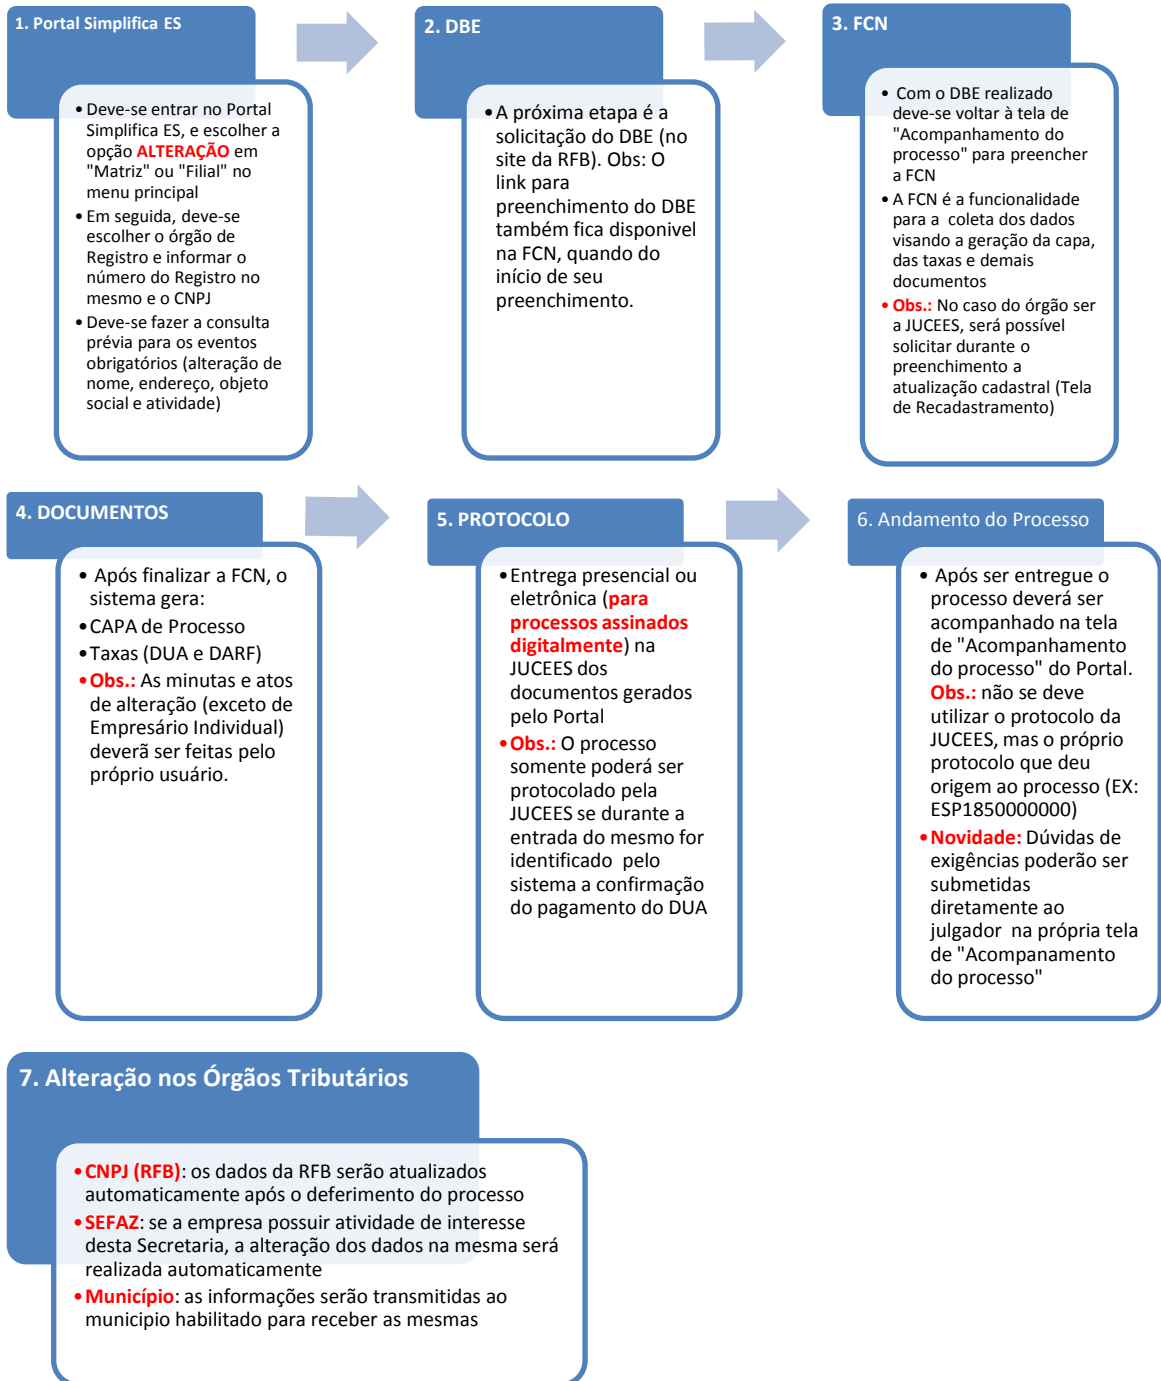 1. Portal Simplifica ES
• Deve-se entrar no Portal
Simplifica ES, e escolher a
opção ALTERAÇÃO em
"Matriz" ou "Filial" no
menu principal
• Em seguida, deve-se
escolher o órgão de
Registro e informar o
número do Registro no
mesmo e o CNPJ
• Deve-se fazer a consulta
prévia para os eventos
obrigatórios (alteração de
nome, endereço, objeto
social e atividade)
2. DBE
• A próxima etapa é a
solicitação do DBE (no
site da RFB). Obs: O
link para
preenchimento do DBE
também fica disponivel
na FCN, quando do
início de seu
preenchimento.
3. FCN
• Com o DBE realizado
deve-se voltar à tela de
"Acompanhamento do
processo" para preencher
a FCN
• A FCN é a funcionalidade
para a coleta dos dados
visando a geração da capa,
das taxas e demais
documentos
• Obs.: No caso do órgão ser
a JUCEES, será possível
solicitar durante o
preenchimento a
atualização cadastral (Tela
de Recadastramento)
4. DOCUMENTOS
• Após finalizar a FCN, o
sistema gera:
• CAPA de Processo
• Taxas (DUA e DARF)
• Obs.: As minutas e atos
de alteração (exceto de
Empresário Individual)
deverã ser feitas pelo
próprio usuário.
5. PROTOCOLO
• Entrega presencial ou
eletrônica (para
processos assinados
digitalmente) na
JUCEES dos
documentos gerados
pelo Portal
• Obs.: O processo
somente poderá ser
protocolado pela
JUCEES se durante a
entrada do mesmo for
identificado pelo
sistema a confirmação
do pagamento do DUA
6. Andamento do Processo
• Após ser entregue o
processo deverá ser
acompanhado na tela
de "Acompanhamento
do processo" do Portal.
Obs.: não se deve
utilizar o protocolo da
JUCEES, mas o próprio
protocolo que deu
origem ao processo (EX:
ESP1850000000)
• Novidade: Dúvidas de
exigências poderão ser
submetidas
diretamente ao
julgador na própria tela
de "Acompanamento
do processo"
7. Alteração nos Órgãos Tributários
• CNPJ (RFB): os dados da RFB serão atualizados
automaticamente após o deferimento do processo
• SEFAZ: se a empresa possuir atividade de interesse
desta Secretaria, a alteração dos dados na mesma será
realizada automaticamente
• Município: as informações serão transmitidas ao
municipio habilitado para receber as mesmas